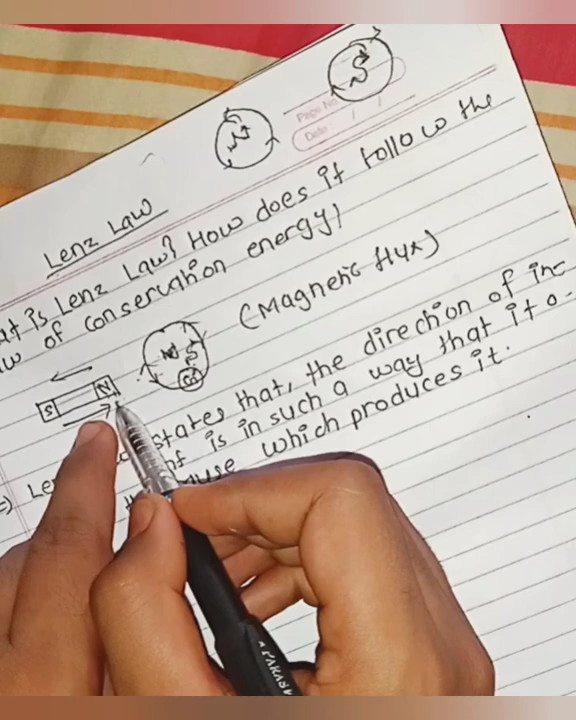 S
N
Page No.
Date / /
Lenz Law
is Lenz Law? How does it follow the
of conservation energy?
(Magnetic flux)
S N
N S
states that, the direction of in-
is in such a way that it o-
which produces it.